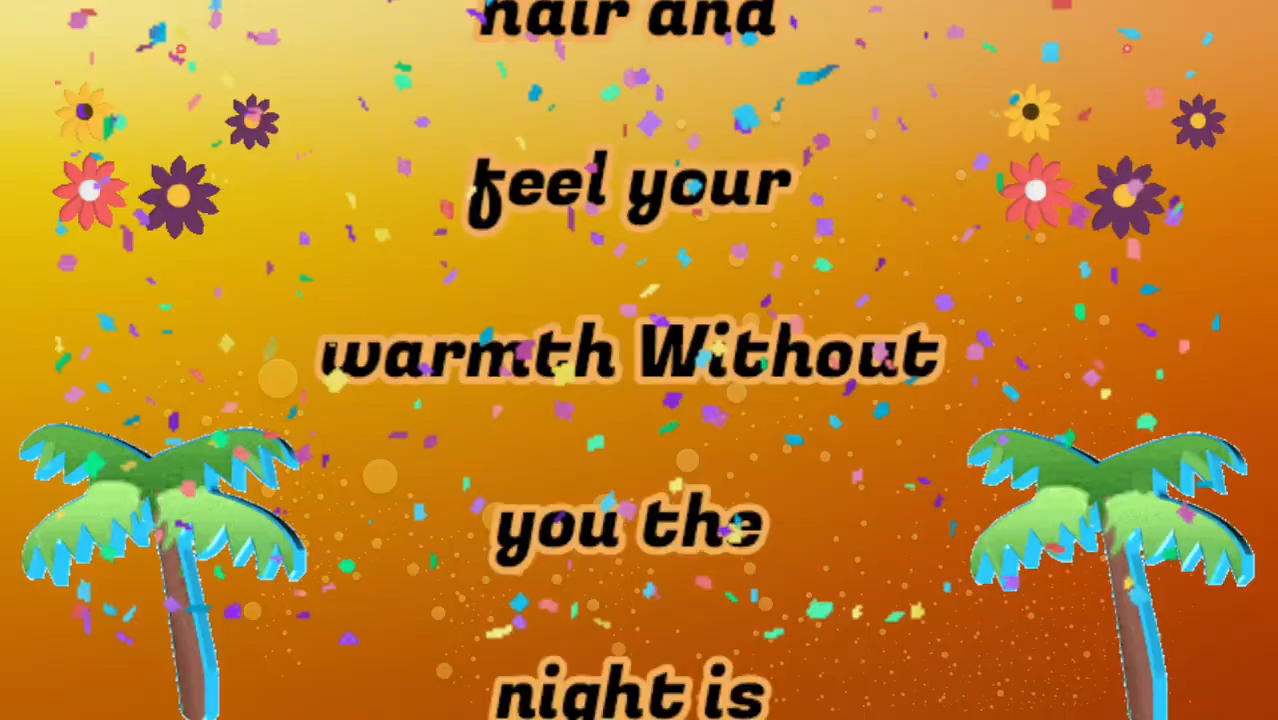 hair and
feel your
warmth Without
you the
night is